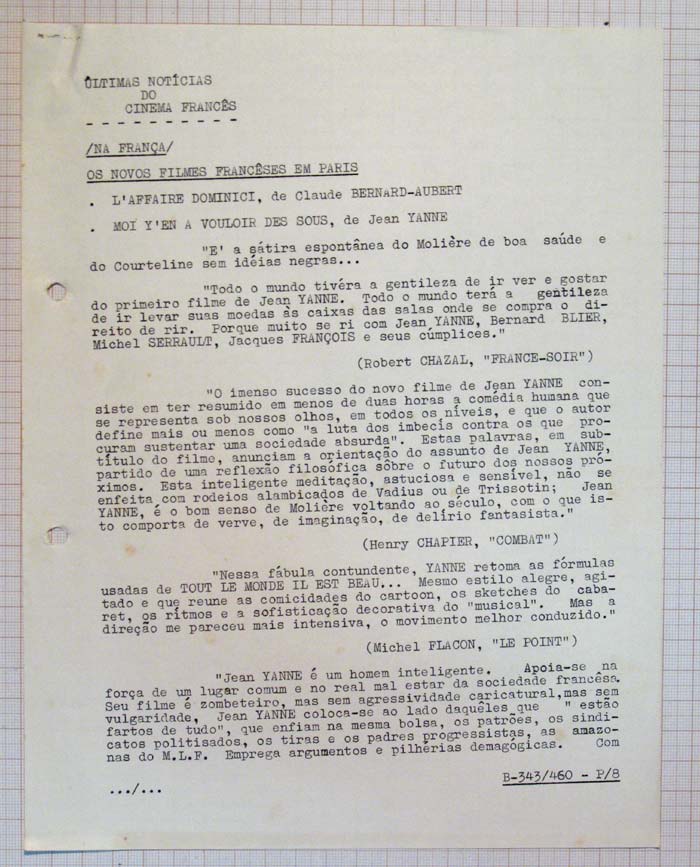 ÚLTIMAS NOTÍCIAS
DO
CINEMA FRANCÊS
- - - - - - - - - -
/NA FRANÇA/
OS NOVOS FILMES FRANCÊSES EM PARIS
. L'AFFAIRE DOMINICI, de Claude BERNARD-AUBERT
. MOI Y'EN A VOULOIR DES SOUS, de Jean YANNE
"E' a sátira espontânea do Molière de boa saúde e
do Courteline sem idéias negras...
"Todo o mundo tivéra a gentileza de ir ver e gostar
do primeiro filme de Jean YANNE. Todo o mundo terá a gentileza
de ir levar suas moedas às caixas das salas onde se compra o di-
reito de rir. Porque muito se ri com Jean YANNE, Bernard BLIER,
Michel SERRAULT, Jacques FRANÇOIS e seus cúmplices."
(Robert CHAZAL, "FRANCE-SOIR")
"O imenso sucesso do novo filme de Jean YANNE con-
siste em ter resumido em menos de duas horas a comédia humana que
se representa sob nossos olhos, em todos os níveis, e que o autor
define mais ou menos como "a luta dos imbecis contra os que pro-
curam sustentar uma sociedade absurda". Estas palavras, em sub-
título do filme, anunciam a orientação do assunto de Jean YANNE,
partido de uma reflexão filosófica sôbre o futuro dos nossos pró-
ximos. Esta inteligente meditação, astuciosa e sensível, não se
enfeita com rodeios alambicados de Vadius ou de Trissotin; Jean
YANNE, é o bom senso de Molière voltando ao século, com o que is-
to comporta de verve, de imaginação, de delírio fantasista."
(Henry CHAPIER, "COMBAT")
"Nessa fábula contundente, YANNE retoma as fórmulas
usadas de TOUT LE MONDE IL EST BEAU... Mesmo estilo alegre, agi-
tado e que reune as comicidades do cartoon, os sketches do caba-
ret, os ritmos e a sofisticação decorativa do "musical". Mas a
direção me pareceu mais intensiva, o movimento melhor conduzido."
(Michel FLACON, "LE POINT")
"Jean YANNE é um homem inteligente. Apoia-se na
força de um lugar comum e no real mal estar da sociedade francêsa.
Seu filme é zombeteiro, mas sem agressividade caricatural,mas sem
vulgaridade, Jean YANNE coloca-se ao lado daquêles que " estão
fartos de tudo", que enfiam na mesma bolsa, os patrões, os sindi-
catos politisados, os tiras e os padres progressistas, as amazo-
nas do M.L.F. Emprega argumentos e pilhérias demagógicas. Com
B-343/460 - P/8
.../...